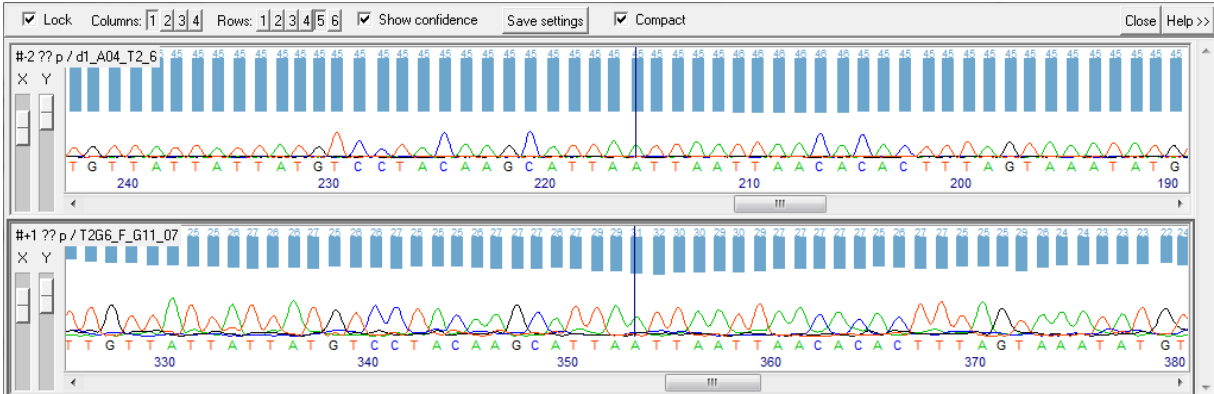 Lock Columns: 1 2 3 4 Rows: 1 2 3 4 5 6 Show confidence Save settings Compact Close Help >>
#-2 ?? p / d1_A04_T2_6
X Y
T G T T A T T A T T A T G T C C T A C A A G C A T T A A T T A A T T A A C A C A C T T T A G T A A A T A T G
240 230 220 210 200 190
#+1 ?? p / T2G6_F_G11_07
X Y
T T G T T A T T A T T A T G T C C T A C A A G C A T T A A T T A A T T A A C A C A C T T T A G T A A A T A T G T
330 340 350 360 370 380